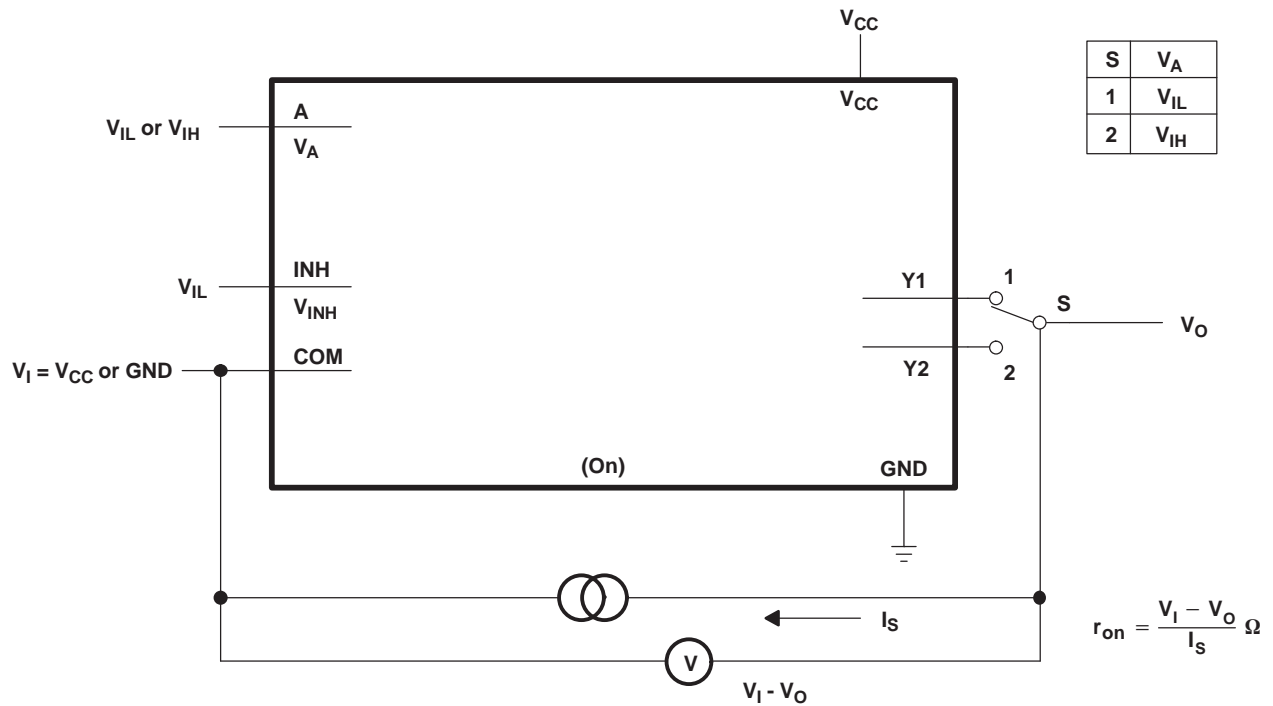 VCC
VCC
S VA
1 VIL
2 VIH
VIL or VIH
A
VA
VIL
INH
VINH
VI = VCC or GND
COM
Y1
Y2
1
2
S
VO
(On)
GND
IS
V
VI - VO
ron = VI − VO / IS Ω